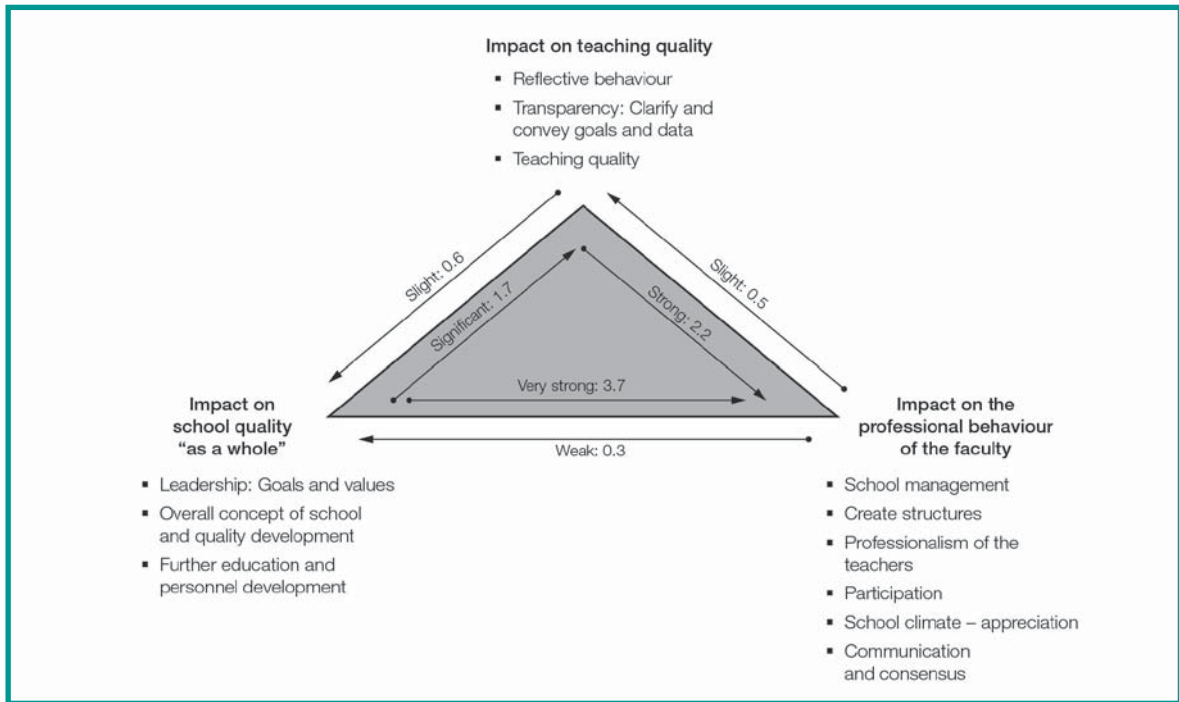 Impact on teaching quality
▪ Reflective behaviour
▪ Transparency: Clarify and
convey goals and data
▪ Teaching quality
Slight: 0.6
Significant: 1.7
Strong: 2.2
Slight: 0.5
Very strong: 3.7
Weak: 0.3
Impact on
school quality
“as a whole”
▪ Leadership: Goals and values
▪ Overall concept of school
and quality development
▪ Further education and
personnel development
Impact on the
professional behaviour
of the faculty
▪ School management
▪ Create structures
▪ Professionalism of the
teachers
▪ Participation
▪ School climate – appreciation
▪ Communication
and consensus